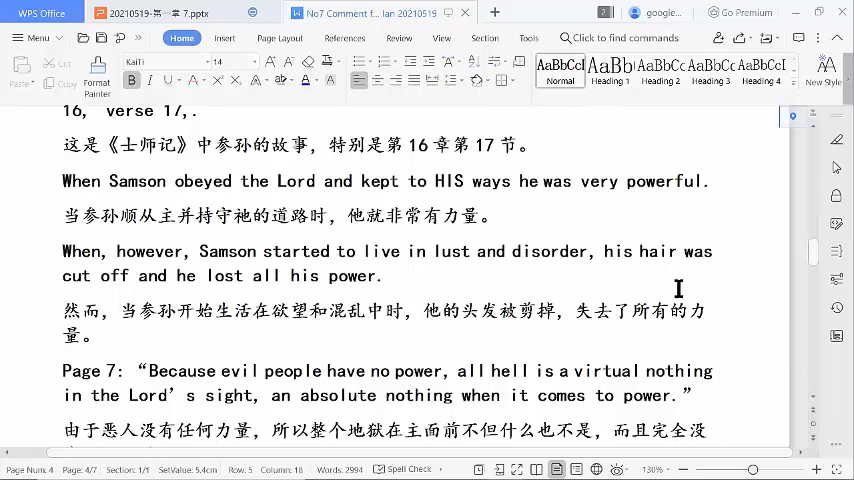 WPS Office
20210519-第一章 7.pptx
No7 Comment f... Ian 20210519
2
google...
Go Premium
Menu
Home
Insert
Page Layout
References
Review
View
Section
Tools
Click to find commands
Paste
Cut
Copy
Format
Painter
KaiTi
14
AaBbCcI
Normal
AaBb(
Heading 1
AaBbCc
Heading 2
AaBbCc
Heading 3
AaBbCc
Heading 4
New Style
16, verse 17,.
这是《士师记》中参孙的故事，特别是第 16 章第 17 节。
When Samson obeyed the Lord and kept to HIS ways he was very powerful.
当参孙顺从主并持守祂的道路时，他就非常有力量。
When, however, Samson started to live in lust and disorder, his hair was
cut off and he lost all his power.
然而，当参孙开始生活在欲望和混乱中时，他的头发被剪掉，失去了所有的力
量。
Page 7: “Because evil people have no power, all hell is a virtual nothing
in the Lord’s sight, an absolute nothing when it comes to power.”
由于恶人没有任何力量，所以整个地狱在主面前不但什么也不是，而且完全没
Page Num: 4
Page: 4/7
Section: 1/1
SetValue: 5.4cm
Row: 5
Column: 18
Words: 2994
Spell Check
130%